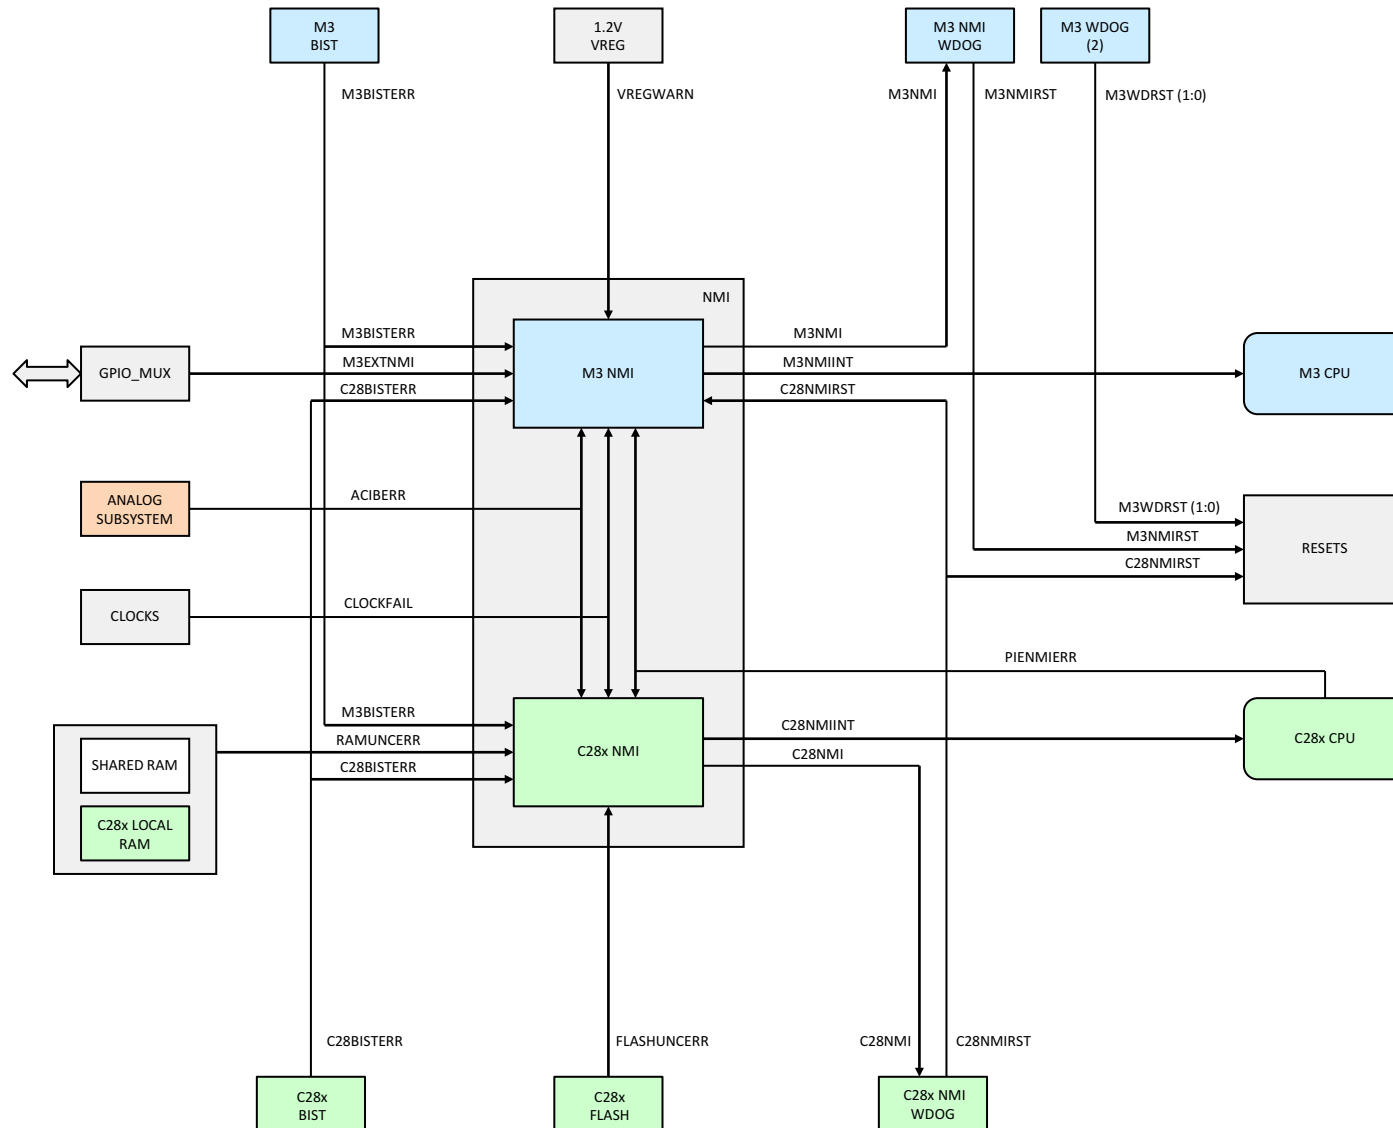 M3
BIST
1.2V
VREG
M3 NMI
WDOG
M3 WDOG
(2)
M3BISTERR
VREGWARN
M3NMI
M3NMIRST
M3WDRST (1:0)
NMI
M3BISTERR
M3NMI
M3EXTNMI
M3NMIINT
GPIO_MUX
M3 NMI
M3 CPU
C28BISTERR
C28NMIRST
ANALOG
SUBSYSTEM
ACIBERR
M3WDRST (1:0)
M3NMIRST
RESETS
C28NMIRST
CLOCKS
CLOCKFAIL
PIENMIERR
M3BISTERR
C28NMIINT
RAMUNCERR
C28x NMI
C28NMI
C28x CPU
SHARED RAM
C28BISTERR
C28x LOCAL
RAM
C28BISTERR
FLASHUNCERR
C28NMI
C28NMIRST
C28x
BIST
C28x
FLASH
C28x NMI
WDOG